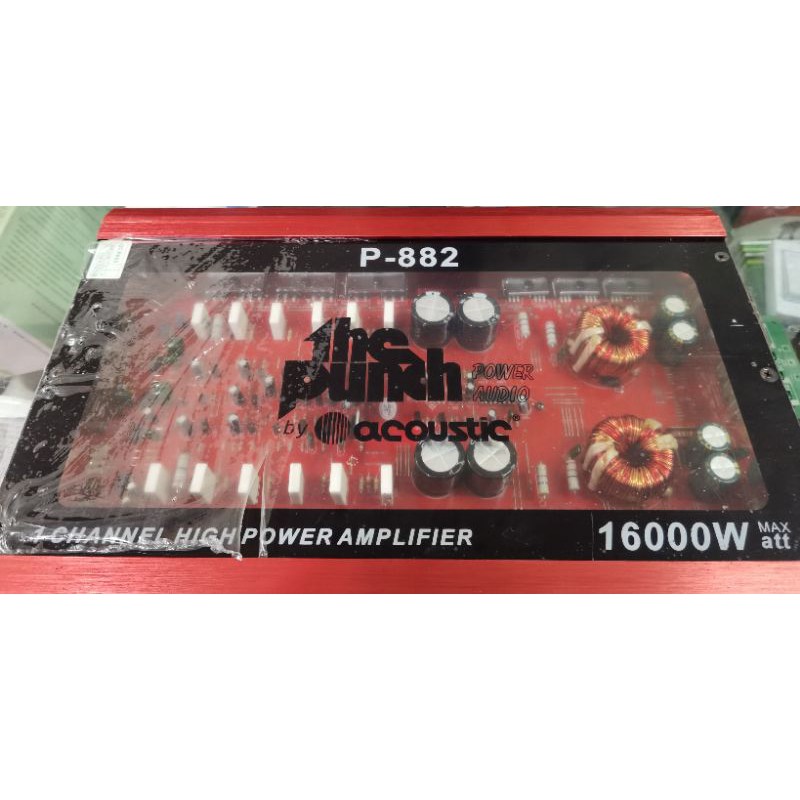 P-882
The
Punch POWER AUDIO
by acoustic®
CHANNEL HIGH POWER AMPLIFIER
16000W MAX att